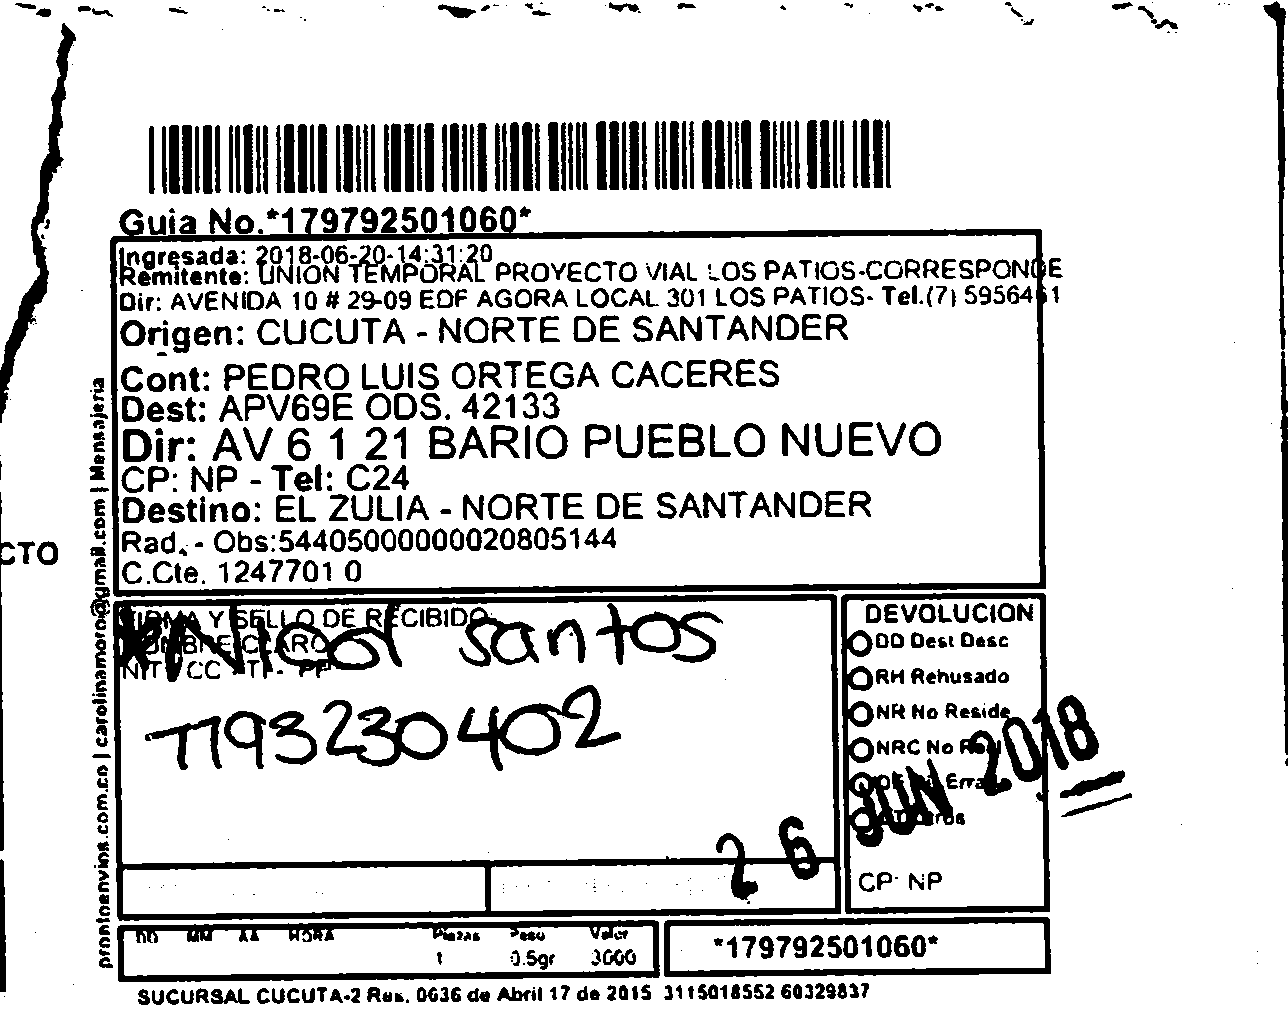 Guia No.*179792501060*
Ingresada: 2018-06-20-14:31:20
Remitente: UNION TEMPORAL PROYECTO VIAL LOS PATIOS-CORRESPONDE
Dir: AVENIDA 10 # 29-09 EDF AGORA LOCAL 301 LOS PATIOS- Tel.(7) 5956461
Origen: CUCUTA - NORTE DE SANTANDER
Cont: PEDRO LUIS ORTEGA CACERES
Dest: APV69E ODS. 42133
Dir: AV 6 1 21 BARIO PUEBLO NUEVO
CP: NP - Tel: C24
Destino: EL ZULIA - NORTE DE SANTANDER
Rad. - Obs:54405000000020805144
C.Cte. 1247701 0
CTO
prontoenvios.com.co | carolinamoro@gmail.com | Mensajeria
FIRMA Y SELLO DE RECIBIDO
NOMBRE CLARO
NIT - CC - TI - PP
santos
1193230402
DEVOLUCION
DD Dest Desc
RH Rehusado
NR No Reside
NRC No
Errada
Otros
26 JUN 2018
CP: NP
DD MM AA HORA Piezas Peso Valor
1 0.5gr 3000
*179792501060*
SUCURSAL CUCUTA-2 Res. 0636 de Abril 17 de 2015 3115018552 60329837